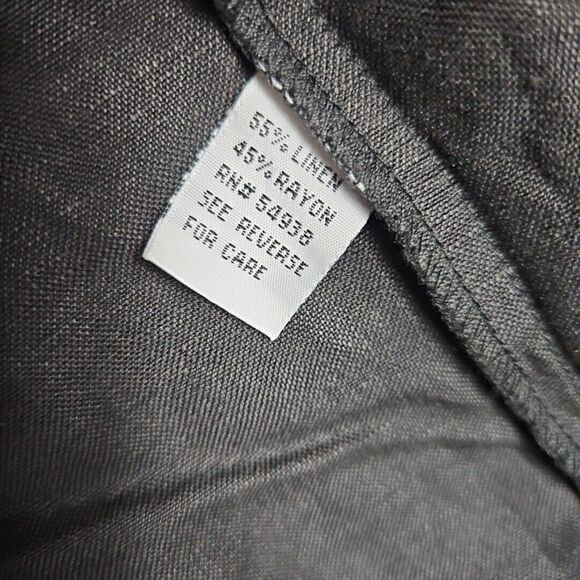 55% LINEN
45% RAYON
RN# 54938
SEE REVERSE
FOR CARE